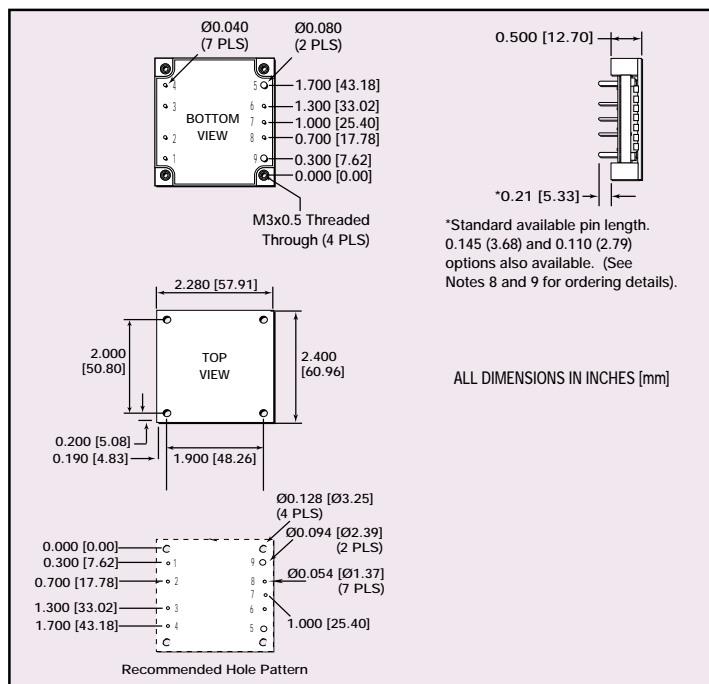 Ø0.040
(7 PLS)
Ø0.080
(2 PLS)
4
3
2
1
BOTTOM
VIEW
5
6
7
8
9
1.700 [43.18]
1.300 [33.02]
1.000 [25.40]
0.700 [17.78]
0.300 [7.62]
0.000 [0.00]
M3x0.5 Threaded
Through (4 PLS)
0.500 [12.70]
*0.21 [5.33]
*Standard available pin length.
0.145 (3.68) and 0.110 (2.79)
options also available. (See
Notes 8 and 9 for ordering details).
2.280 [57.91]
2.000
[50.80]
TOP
VIEW
2.400
[60.96]
0.200 [5.08]
0.190 [4.83]
1.900 [48.26]
ALL DIMENSIONS IN INCHES [mm]
Ø0.128 [Ø3.25]
(4 PLS)
Ø0.094 [Ø2.39]
(2 PLS)
Ø0.054 [Ø1.37]
(7 PLS)
0.000 [0.00]
0.300 [7.62]
0.700 [17.78]
1.300 [33.02]
1.700 [43.18]
1
2
3
4
9
8
7
6
5
1.000 [25.40]
Recommended Hole Pattern